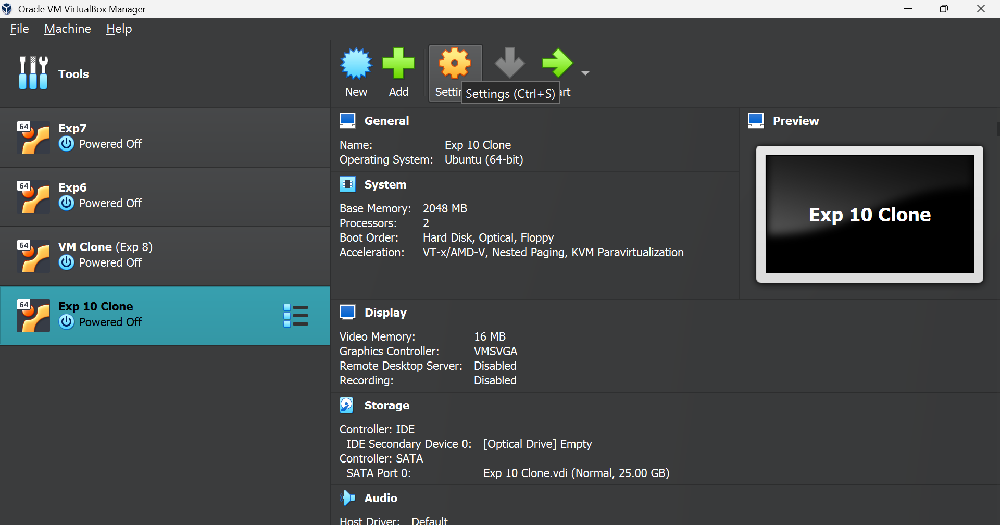 Oracle VM VirtualBox Manager
File Machine Help
Tools
New Add Settings (Ctrl+S)
Exp7
Powered Off
Exp6
Powered Off
VM Clone (Exp 8)
Powered Off
Exp 10 Clone
Powered Off
General
Name: Exp 10 Clone
Operating System: Ubuntu (64-bit)
System
Base Memory: 2048 MB
Processors: 2
Boot Order: Hard Disk, Optical, Floppy
Acceleration: VT-x/AMD-V, Nested Paging, KVM Paravirtualization
Preview
Exp 10 Clone
Display
Video Memory: 16 MB
Graphics Controller: VMSVGA
Remote Desktop Server: Disabled
Recording: Disabled
Storage
Controller: IDE
IDE Secondary Device 0: [Optical Drive] Empty
Controller: SATA
SATA Port 0: Exp 10 Clone.vdi (Normal, 25.00 GB)
Audio
Host Driver: Default
64
64
64
64